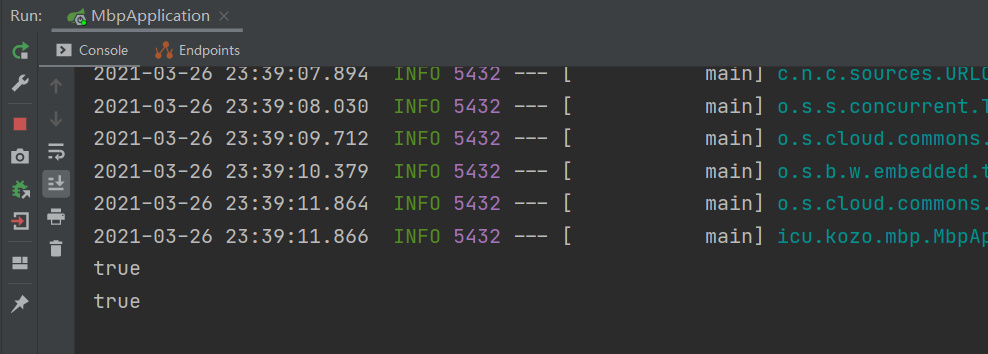 Run: MbpApplication
Console Endpoints
2021-03-26 23:39:07.894 INFO 5432 --- [ main] c.n.c.sources.URLC
2021-03-26 23:39:08.030 INFO 5432 --- [ main] o.s.s.concurrent.T
2021-03-26 23:39:09.712 INFO 5432 --- [ main] o.s.cloud.commons.
2021-03-26 23:39:10.379 INFO 5432 --- [ main] o.s.b.w.embedded.t
2021-03-26 23:39:11.864 INFO 5432 --- [ main] o.s.cloud.commons.
2021-03-26 23:39:11.866 INFO 5432 --- [ main] icu.kozo.mbp.MbpAp
true
true